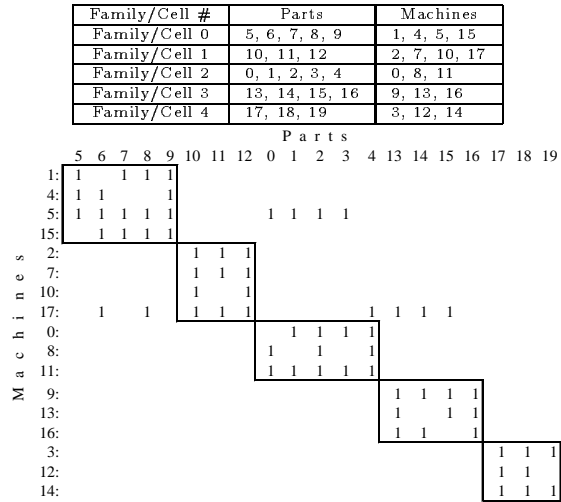 Family/Cell # Parts Machines
Family/Cell 0 5, 6, 7, 8, 9 1, 4, 5, 15
Family/Cell 1 10, 11, 12 2, 7, 10, 17
Family/Cell 2 0, 1, 2, 3, 4 0, 8, 11
Family/Cell 3 13, 14, 15, 16 9, 13, 16
Family/Cell 4 17, 18, 19 3, 12, 14
Parts
5 6 7 8 9 10 11 12 0 1 2 3 4 13 14 15 16 17 18 19
1: 1 1 1 1
4: 1 1 1
5: 1 1 1 1 1 1 1 1 1
15: 1 1 1 1
2: 1 1 1
7: 1 1 1
10: 1 1
17: 1 1 1 1 1 1 1 1 1
0: 1 1 1 1
8: 1 1 1
11: 1 1 1 1 1
9: 1 1 1 1
13: 1 1 1
16: 1 1 1
3: 1 1 1
12: 1 1
14: 1 1 1
Machines